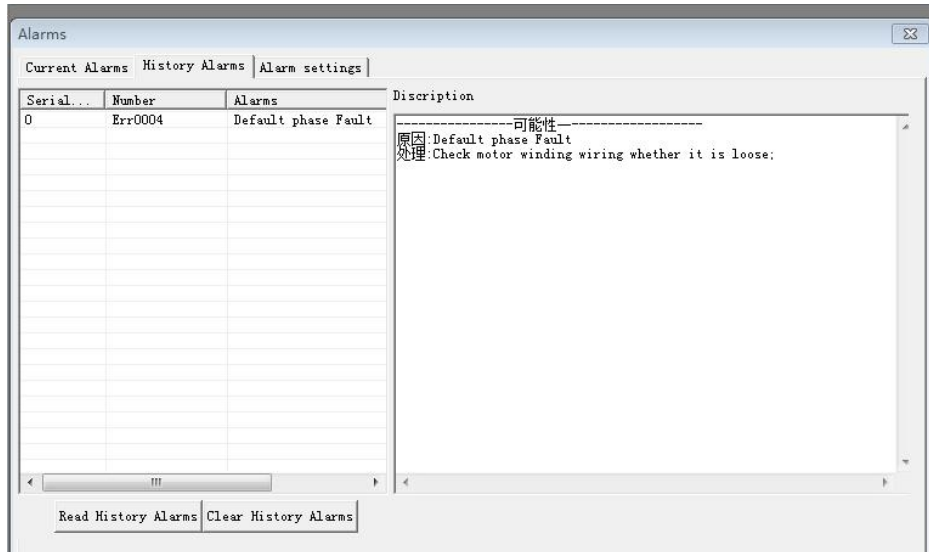 Alarms
Current Alarms History Alarms Alarm settings
Serial... Number Alarms
0 Err0004 Default phase Fault
Discription
----------------可能性一------------------
原因:Default phase Fault
处理:Check motor winding wiring whether it is loose;
Read History Alarms Clear History Alarms